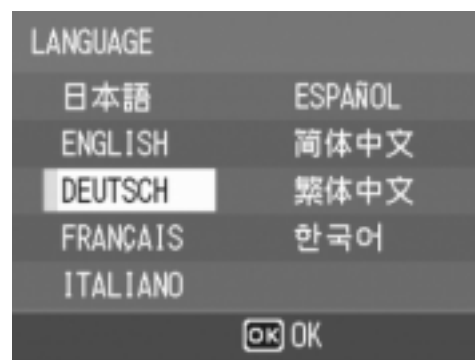 LANGUAGE
日本語
ENGLISH
DEUTSCH
FRANÇAIS
ITALIANO
ESPAÑOL
简体中文
繁体中文
한국어
OK OK